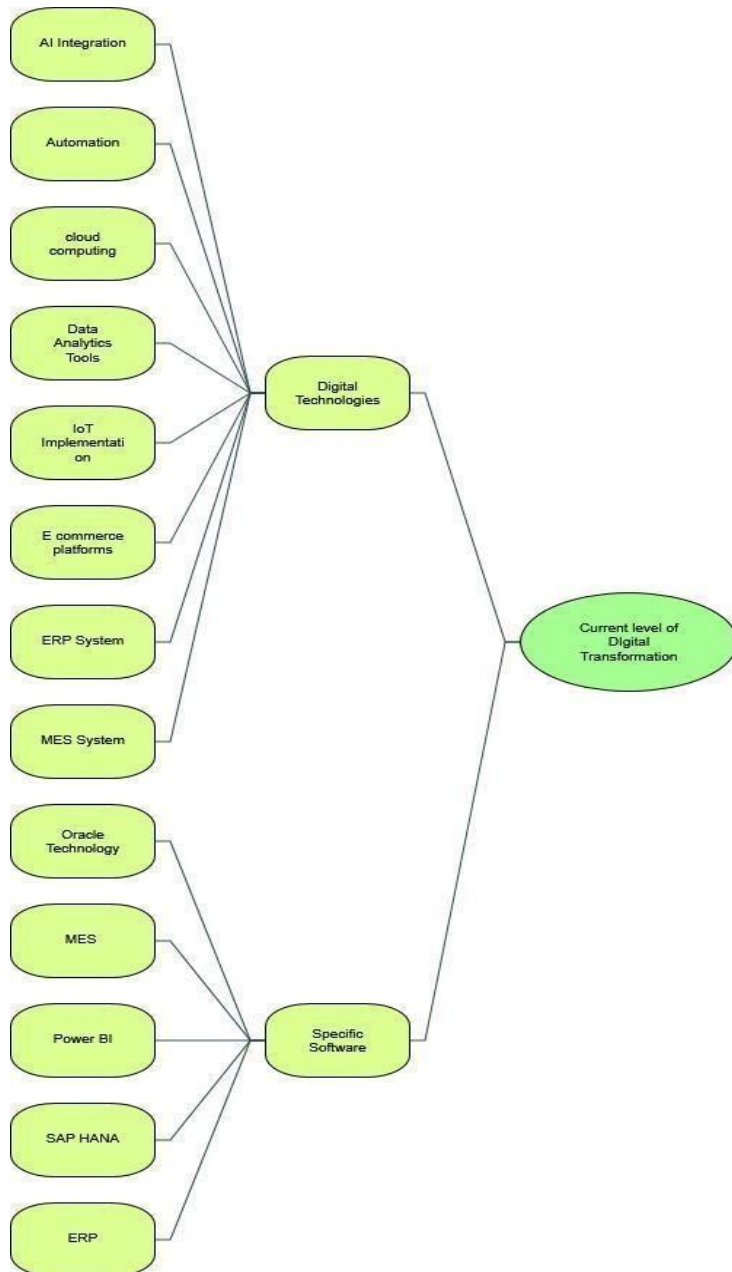 AI Integration
Automation
cloud
computing
Data
Analytics
Tools
Digital
Technologies
IoT
Implementati
on
E commerce
platforms
ERP System
Current level of
DIgital
Transformation
MES System
Oracle
Technology
MES
Power BI
Specific
Software
SAP HANA
ERP